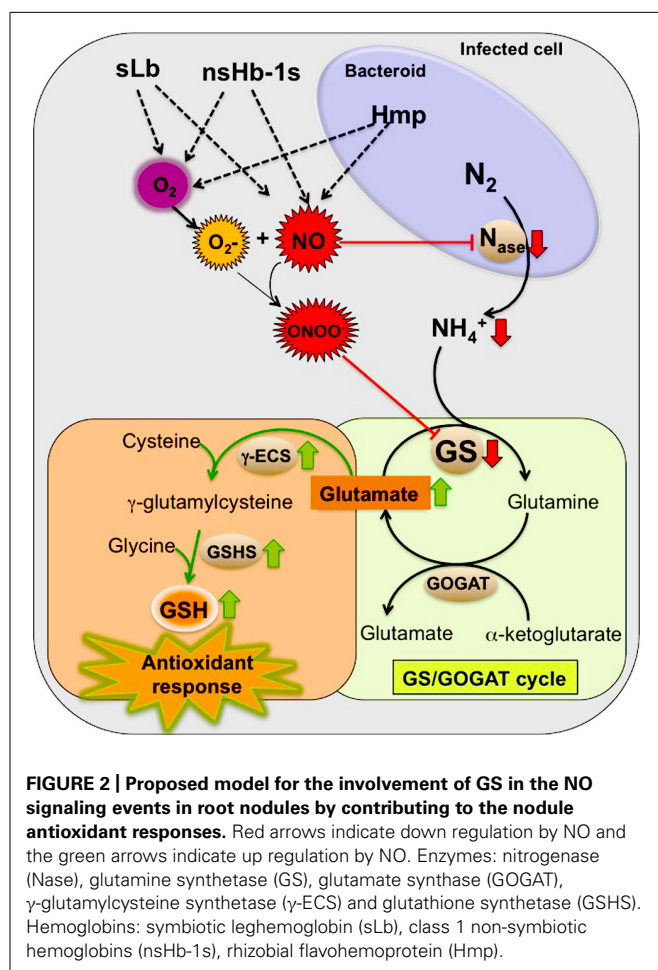 Infected cell
sLb
nsHb-1s
Bacteroid
Hmp
O₂
N₂
O₂-
+
NO
Nase
ONOO⁻
NH₄⁺
Cysteine
γ-ECS
GS
Glutamate
γ-glutamylcysteine
Glutamine
Glycine
GSHS
GOGAT
GSH
Glutamate
α-ketoglutarate
Antioxidant
response
GS/GOGAT cycle
FIGURE 2 | Proposed model for the involvement of GS in the NO
signaling events in root nodules by contributing to the nodule
antioxidant responses. Red arrows indicate down regulation by NO and
the green arrows indicate up regulation by NO. Enzymes: nitrogenase
(Nase), glutamine synthetase (GS), glutamate synthase (GOGAT),
γ-glutamylcysteine synthetase (γ-ECS) and glutathione synthetase (GSHS).
Hemoglobins: symbiotic leghemoglobin (sLb), class 1 non-symbiotic
hemoglobins (nsHb-1s), rhizobial flavohemoprotein (Hmp).